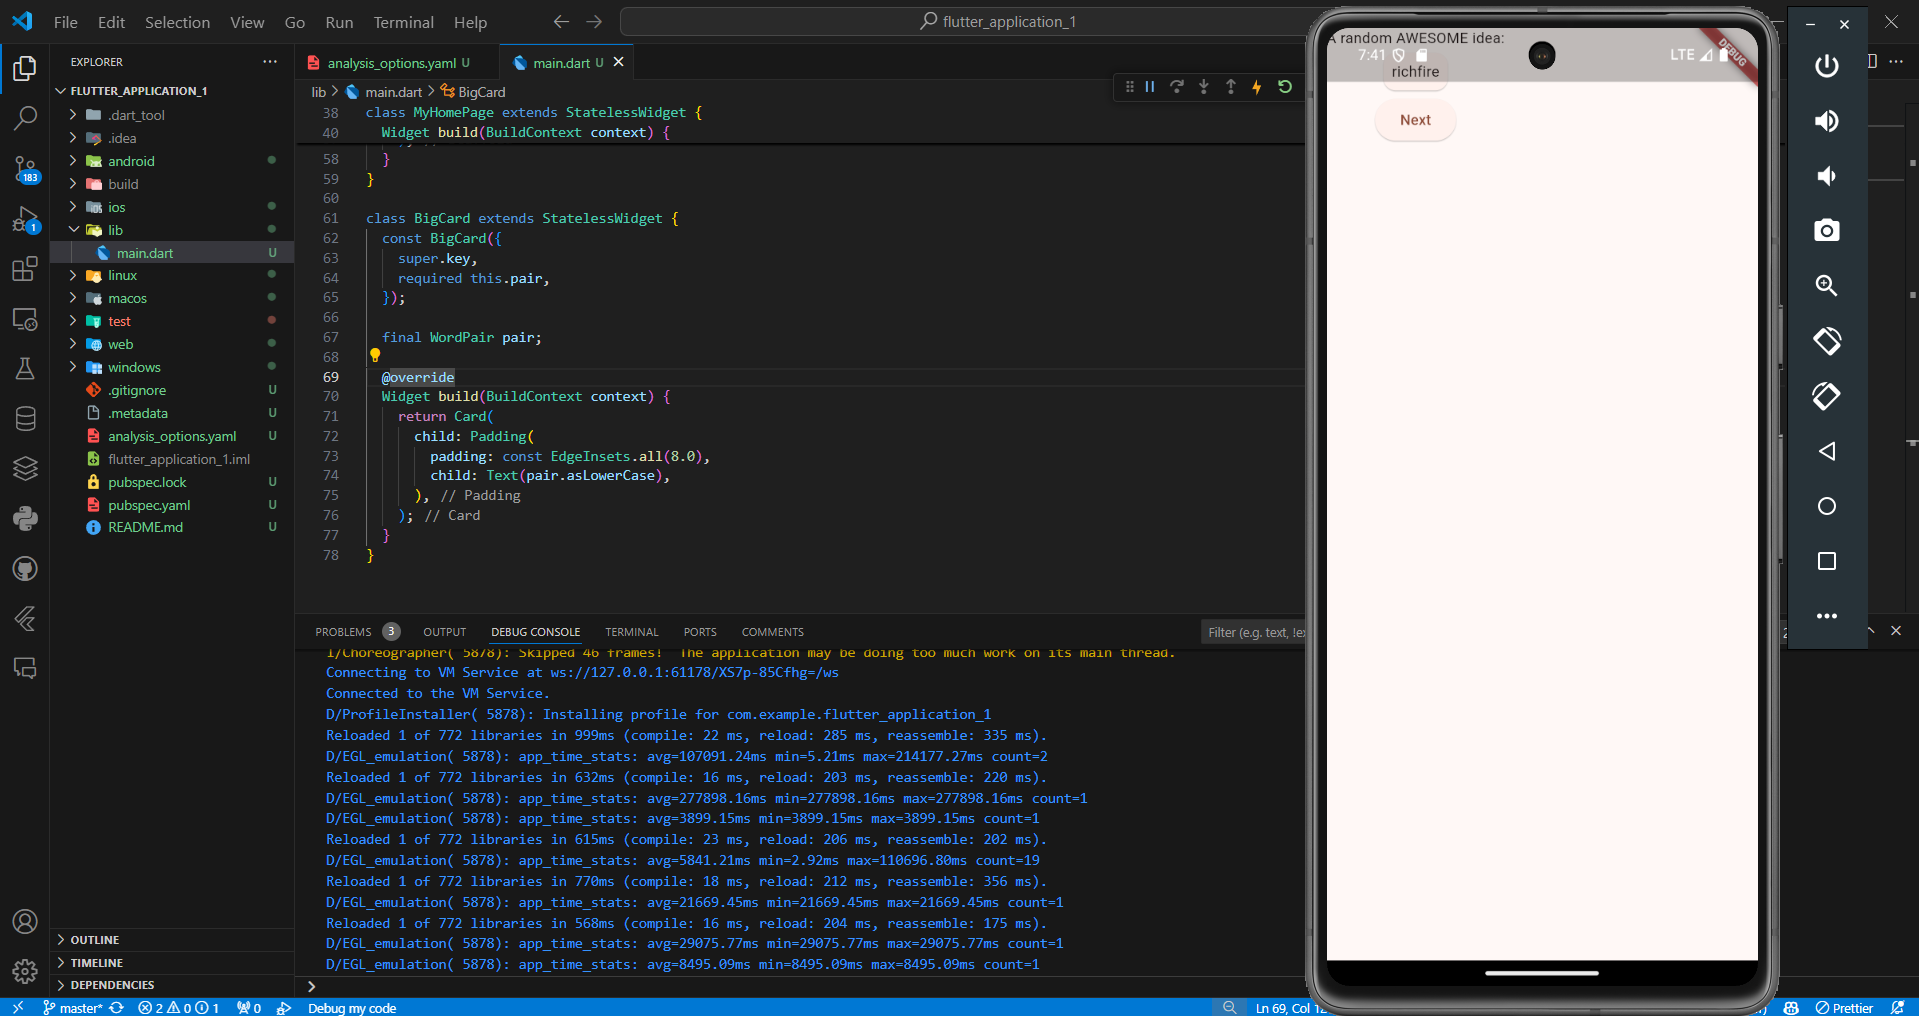 File Edit Selection View Go Run Terminal Help
flutter_application_1
EXPLORER
FLUTTER_APPLICATION_1
.dart_tool
.idea
android
build
ios
lib
main.dart U
linux
macos
test
web
windows
.gitignore U
.metadata U
analysis_options.yaml U
flutter_application_1.iml
pubspec.lock U
pubspec.yaml U
README.md U
OUTLINE
TIMELINE
DEPENDENCIES
183
1
analysis_options.yaml U
main.dart U
lib > main.dart > BigCard
38 class MyHomePage extends StatelessWidget {
40 Widget build(BuildContext context) {
58 }
59 }
60
61 class BigCard extends StatelessWidget {
62 const BigCard({
63 super.key,
64 required this.pair,
65 });
66
67 final WordPair pair;
68
69 @override
70 Widget build(BuildContext context) {
71 return Card(
72 child: Padding(
73 padding: const EdgeInsets.all(8.0),
74 child: Text(pair.asLowerCase),
75 ), // Padding
76 ); // Card
77 }
78 }
PROBLEMS 3 OUTPUT DEBUG CONSOLE TERMINAL PORTS COMMENTS
Filter (e.g. text, !ex
I/Choreographer( 5878): Skipped 46 frames! The application may be doing too much work on its main thread.
Connecting to VM Service at ws://127.0.0.1:61178/XS7p-85Cfhg=/ws
Connected to the VM Service.
D/ProfileInstaller( 5878): Installing profile for com.example.flutter_application_1
Reloaded 1 of 772 libraries in 999ms (compile: 22 ms, reload: 285 ms, reassemble: 335 ms).
D/EGL_emulation( 5878): app_time_stats: avg=107091.24ms min=5.21ms max=214177.27ms count=2
Reloaded 1 of 772 libraries in 632ms (compile: 16 ms, reload: 203 ms, reassemble: 220 ms).
D/EGL_emulation( 5878): app_time_stats: avg=277898.16ms min=277898.16ms max=277898.16ms count=1
D/EGL_emulation( 5878): app_time_stats: avg=3899.15ms min=3899.15ms max=3899.15ms count=1
Reloaded 1 of 772 libraries in 615ms (compile: 23 ms, reload: 206 ms, reassemble: 202 ms).
D/EGL_emulation( 5878): app_time_stats: avg=5841.21ms min=2.92ms max=110696.80ms count=19
Reloaded 1 of 772 libraries in 770ms (compile: 18 ms, reload: 212 ms, reassemble: 356 ms).
D/EGL_emulation( 5878): app_time_stats: avg=21669.45ms min=21669.45ms max=21669.45ms count=1
Reloaded 1 of 772 libraries in 568ms (compile: 16 ms, reload: 204 ms, reassemble: 175 ms).
D/EGL_emulation( 5878): app_time_stats: avg=29075.77ms min=29075.77ms max=29075.77ms count=1
D/EGL_emulation( 5878): app_time_stats: avg=8495.09ms min=8495.09ms max=8495.09ms count=1
A random AWESOME idea:
7:41
LTE
DEBUG
richfire
Next
master* 2 0 1 0 Debug my code
Ln 69, Col 12
Prettier